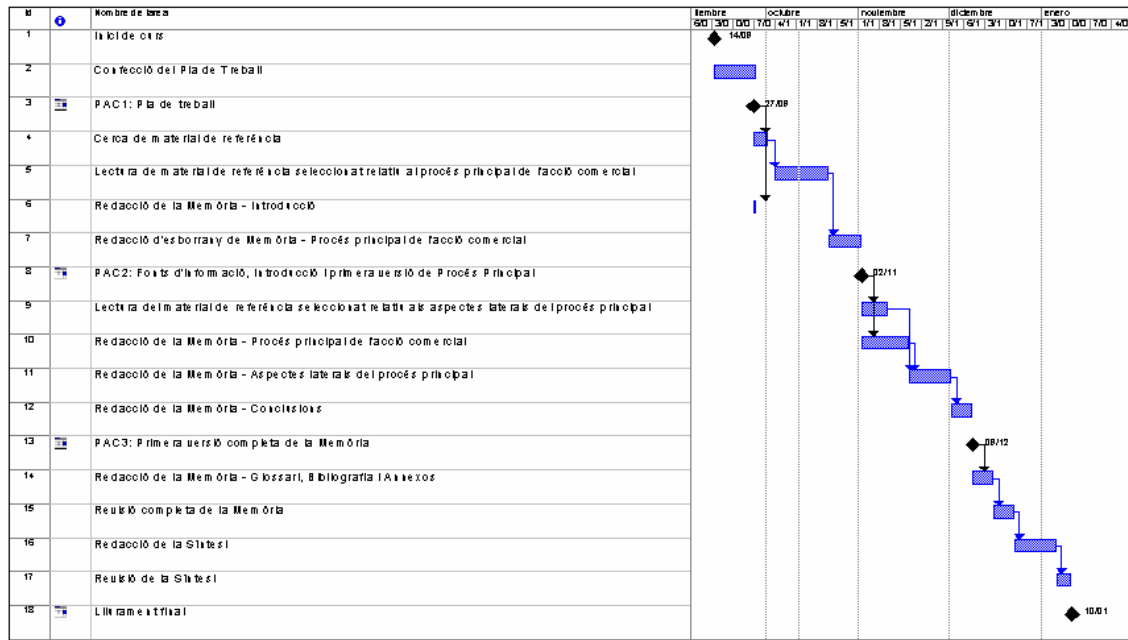 Id
Nombre de tarea
octubre
noviembre
diciembre
enero
1
Inici de curs
14/09
2
Confecció del Pla de Treball
3
PAC1: Pla de treball
27/09
4
Cerca de material de referència
5
Lectura de material de referència seleccionat relatiu al procés principal de l'acció comercial
6
Redacció de la Memòria - Introducció
7
Redacció d'esborrany de Memòria - Procés principal de l'acció comercial
8
PAC2: Fonts d'informació, Introducció i primera versió de Procés Principal
02/11
9
Lectura del material de referència seleccionat relatiu als aspectes laterals del procés principal
10
Redacció de la Memòria - Procés principal de l'acció comercial
11
Redacció de la Memòria - Aspectes laterals del procés principal
12
Redacció de la Memòria - Conclusions
13
PAC3: Primera versió completa de la Memòria
14
Redacció de la Memòria - Glossari, Bibliografia i Annexos
15
Revisió completa de la Memòria
16
Redacció de la Síntesi
17
Revisió de la Síntesi
18
Lliurament final
10/01